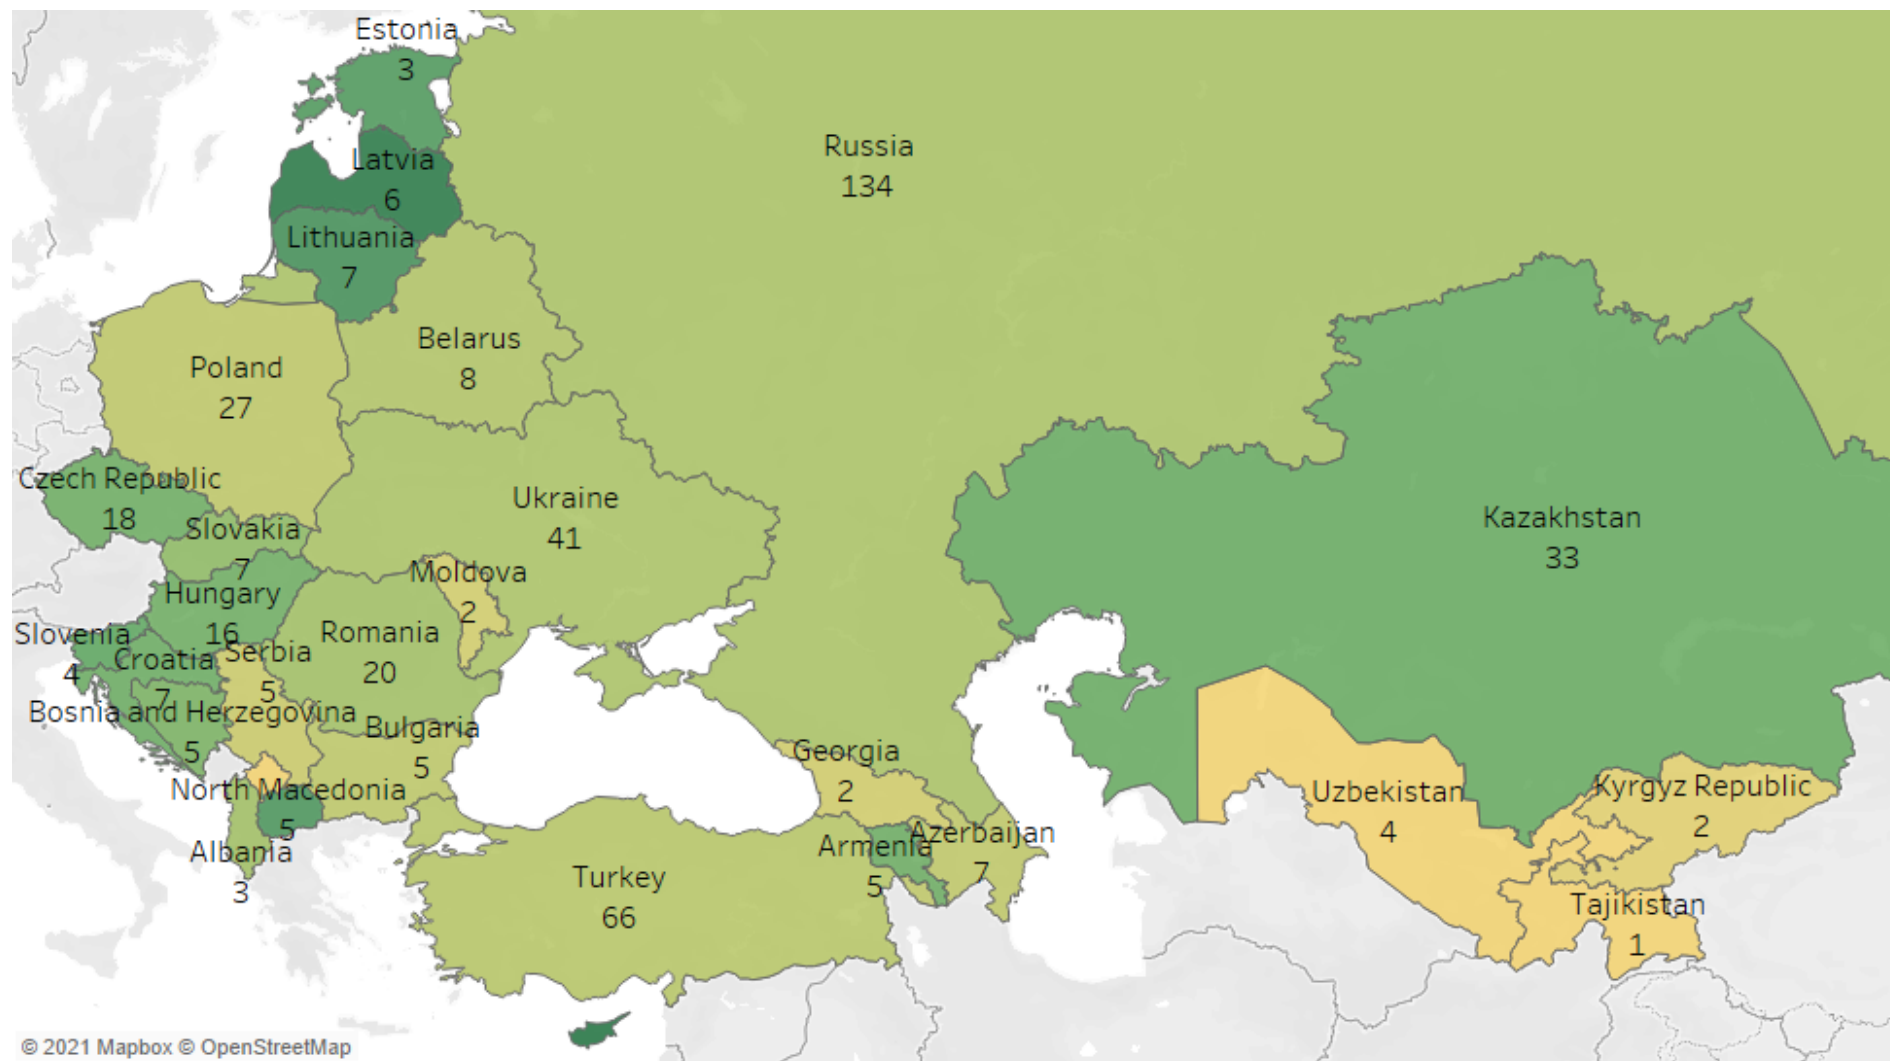 Estonia
3
Latvia
6
Lithuania
7
Russia
134
Belarus
8
Poland
27
Czech Republic
18
Slovakia
7
Ukraine
41
Kazakhstan
33
Moldova
2
Hungary
16
Romania
20
Slovenia
4
Croatia
7
Serbia
5
Bosnia and Herzegovina
5
Bulgaria
5
North Macedonia
5
Albania
3
Georgia
2
Armenia
5
Azerbaijan
7
Turkey
66
Uzbekistan
4
Kyrgyz Republic
2
Tajikistan
1
© 2021 Mapbox © OpenStreetMap